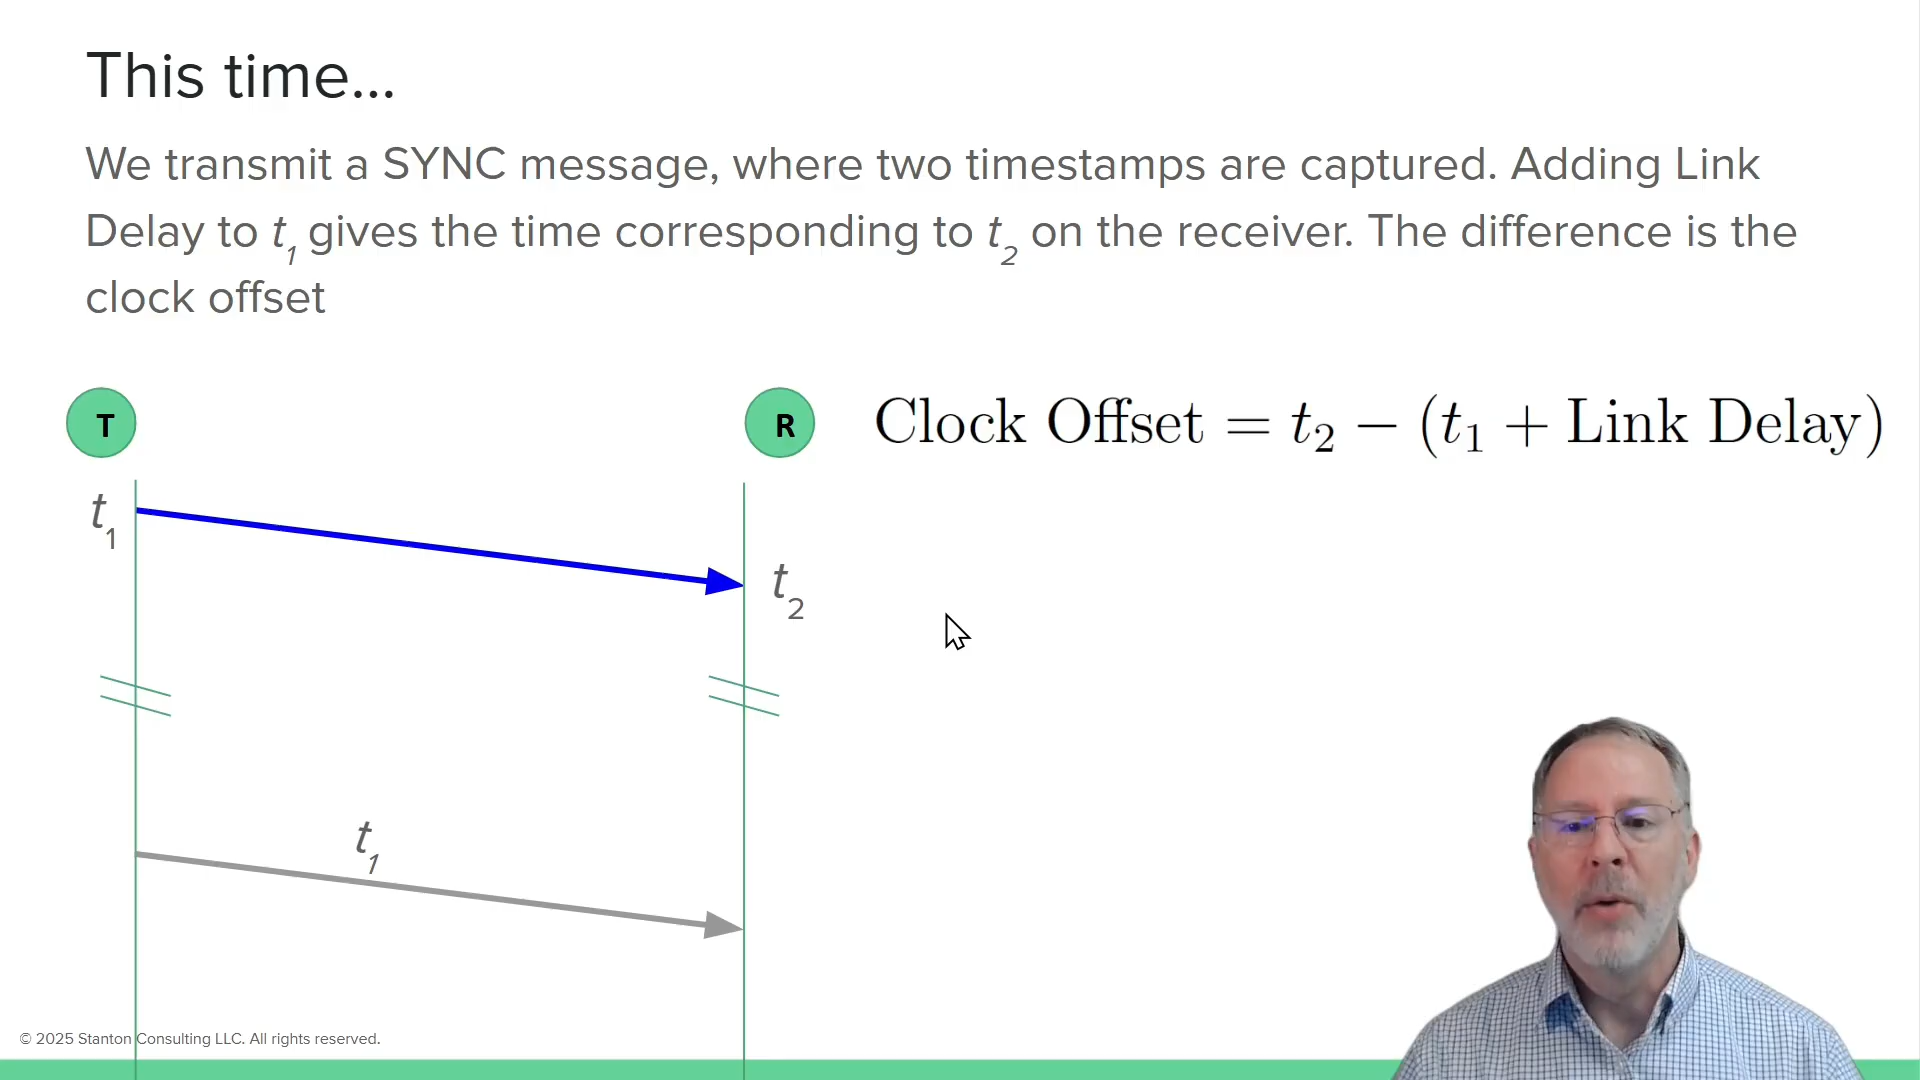 This time...
We transmit a SYNC message, where two timestamps are captured. Adding Link
Delay to t1 gives the time corresponding to t2 on the receiver. The difference is the
clock offset
T
R
Clock Offset = t2 − (t1 + Link Delay)
t1
t2
t1
© 2025 Stanton Consulting LLC. All rights reserved.